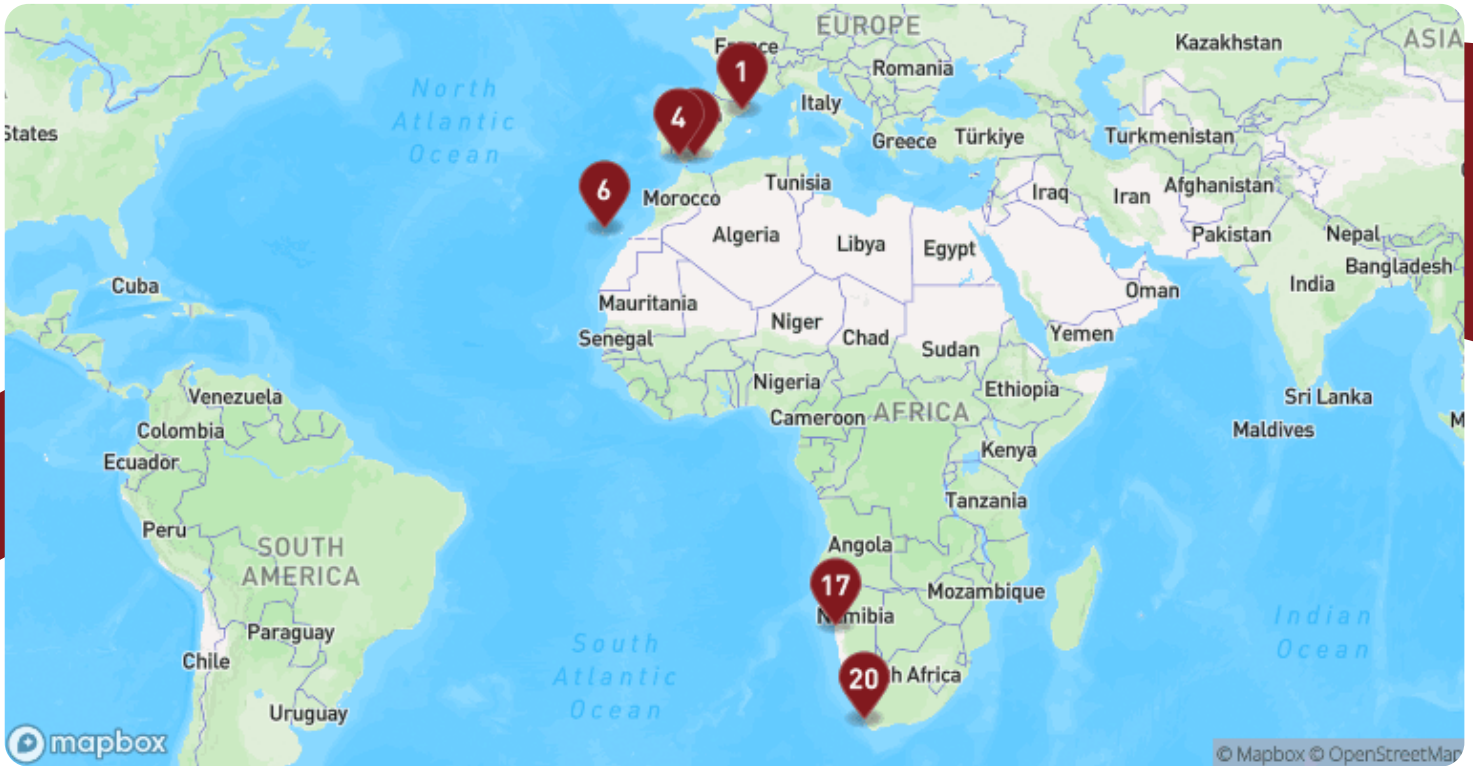 EUROPE
France
1
Kazakhstan
ASIA
Romania
North
Atlantic
Ocean
Italy
4
States
Greece
Türkiye
Turkmenistan
6
Morocco
Tunisia
Iraq
Iran
Afghanistan
Algeria
Libya
Egypt
Pakistan
Nepal
Bangladesh
Cuba
India
Oman
Mauritania
Niger
Chad
Yemen
Senegal
Sudan
Nigeria
Ethiopia
Venezuela
Sri Lanka
Cameroon
AFRICA
Colombia
Maldives
M
Ecuador
Kenya
Tanzania
Peru
Angola
SOUTH
AMERICA
17
Mozambique
Namibia
Indian
Ocean
Paraguay
South
Atlantic
Ocean
Chile
20
h Africa
Uruguay
mapbox
© Mapbox © OpenStreetMap